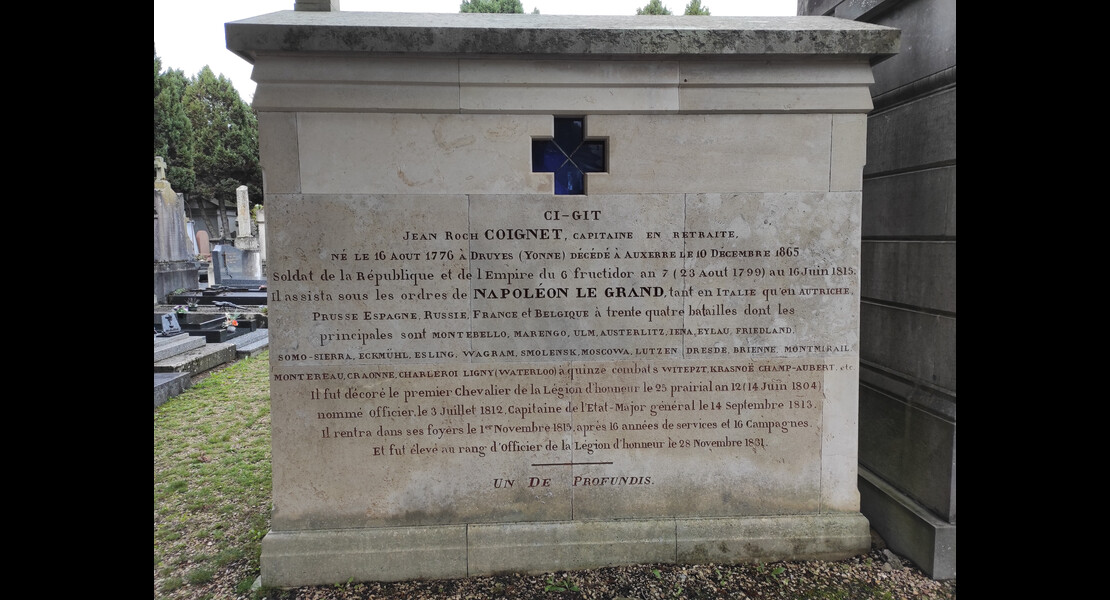 CI-GIT
JEAN ROCH COIGNET, CAPITAINE EN RETRAITE,
NÉ LE 16 AOUT 1776 À DRUYES (YONNE) DÉCÉDÉ À AUXERRE LE 10 DÉCEMBRE 1865
Soldat de la République et de l'Empire du 6 fructidor an 7 (23 Aout 1799) au 16 Juin 1815.
Il assista sous les ordres de NAPOLÉON LE GRAND, tant en ITALIE qu'en AUTRICHE,
PRUSSE ESPAGNE, RUSSIE, FRANCE et BELGIQUE à trente quatre batailles dont les
principales sont MONTEBELLO, MARENGO, ULM, AUSTERLITZ, IENA, EYLAU, FRIEDLAND,
SOMO-SIERRA, ECKMÜHL, ESLING, WAGRAM, SMOLENSK, MOSCOWA, LUTZEN DRESDE, BRIENNE, MONTMIRAIL
MONTEREAU, CRAONNE, CHARLEROI LIGNY (WATERLOO) à quinze combats WITEPZT, KRASNOÉ CHAMP-AUBERT, etc
Il fut décoré le premier Chevalier de la Légion d'honneur le 25 prairial an 12 (14 Juin 1804)
nommé Officier, le 3 Juillet 1812, Capitaine de l'Etat-Major général le 14 Septembre 1813.
Il rentra dans ses foyers le 1er Novembre 1815, après 16 années de services et 16 Campagnes.
Et fut élevé au rang d'Officier de la Légion d'honneur le 28 Novembre 1831.
UN DE PROFUNDIS.